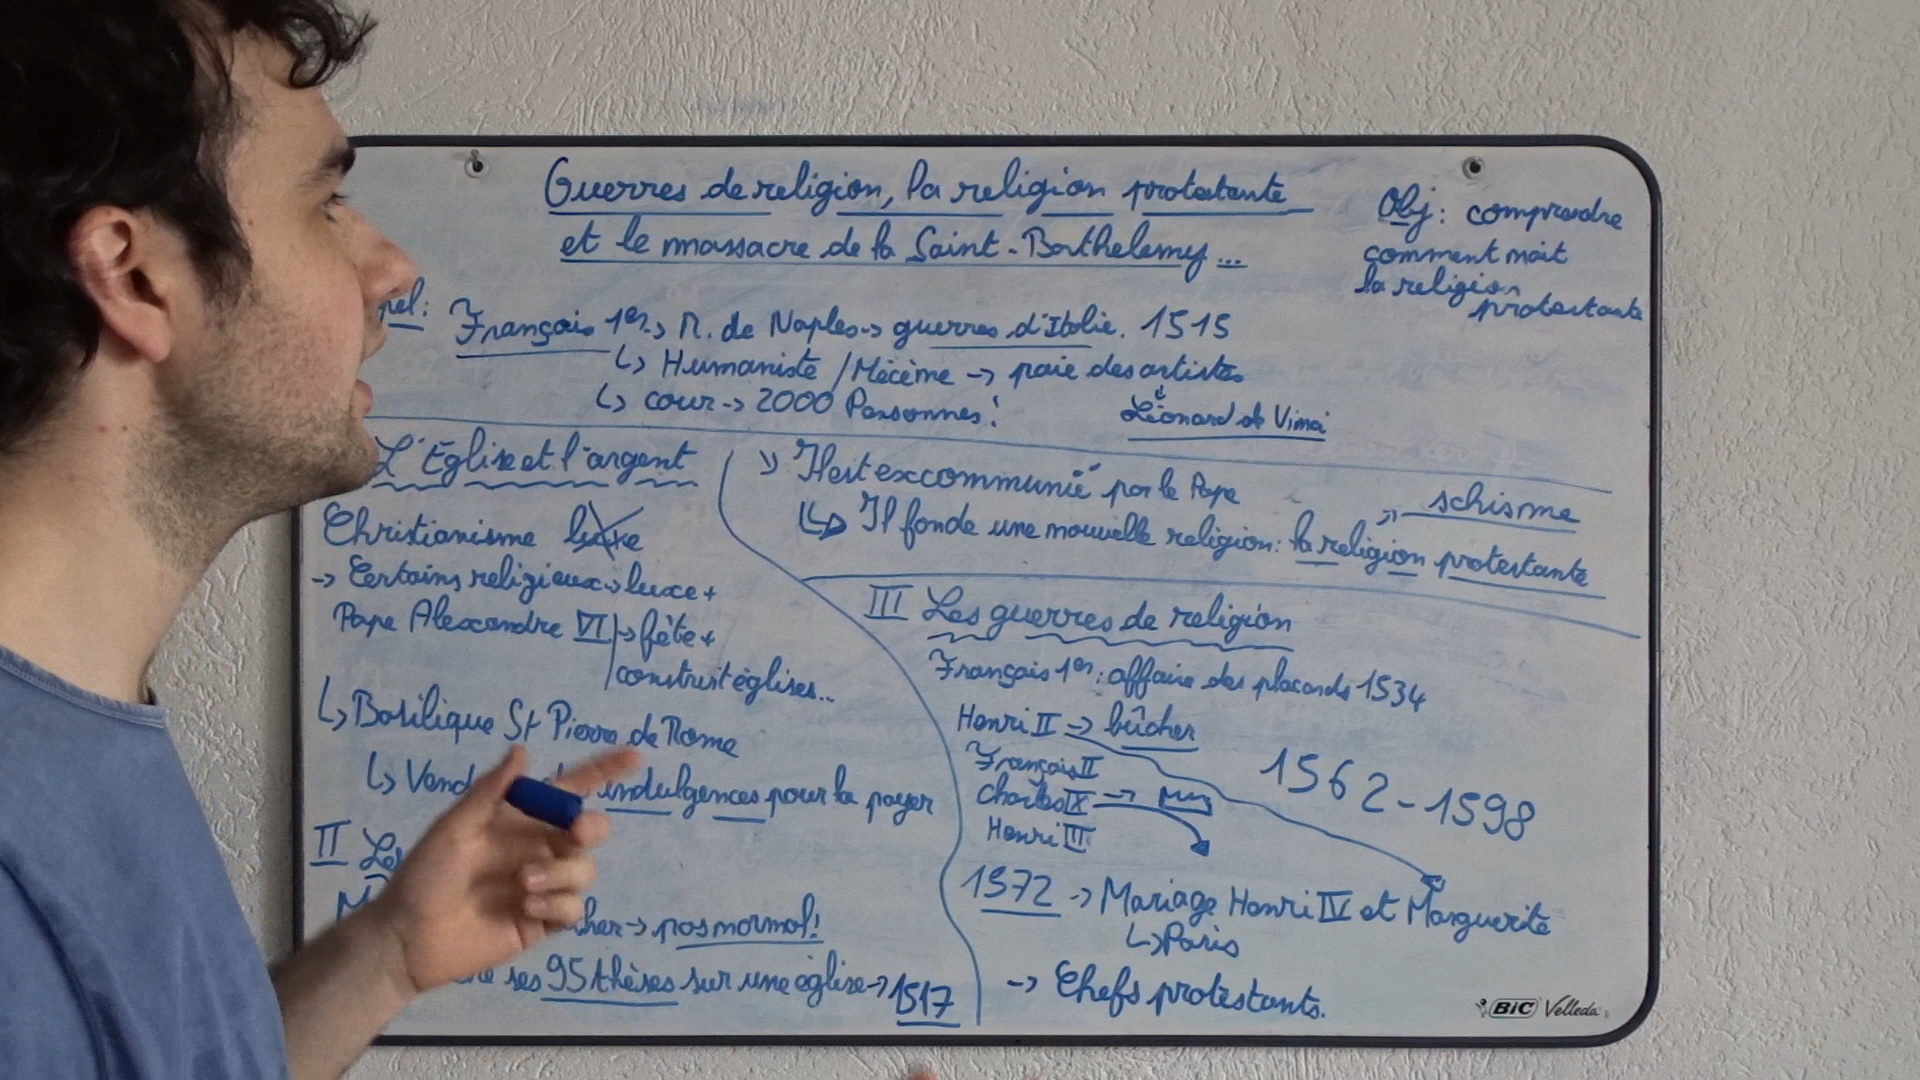 Guerres de religion, la religion protestante
et le massacre de la Saint-Barthelemy...
Obj: comprendre
comment nait
la religion
protestante
pel:
François 1er -> R. de Naples -> guerres d'Italie. 1515
↳ Humaniste / Mécène -> paie des artistes
↳ cour -> 2000 Personnes!
Léonard de Vinci
L'Église et l'argent
Christianisme luxe
-> Certains religieux -> luxe +
Pape Alexandre VI -> fête +
construit églises...
↳ Basilique St Pierre de Rome
↳ Vend indulgences pour la payer
II Les
cher -> pas normal!
ses 95 thèses sur une église -> 1517
-> Il est excommunié par le Pape
↳ Il fonde une nouvelle religion: la religion protestante
-> schisme
III Les guerres de religion
François 1er: affaire des placards 1534
Henri II -> bûcher
François II
Charles IX ->
Henri III
1562-1598
1572 -> Mariage Henri IV et Marguerite
↳ Paris
-> Chefs protestants.
BIC Velleda